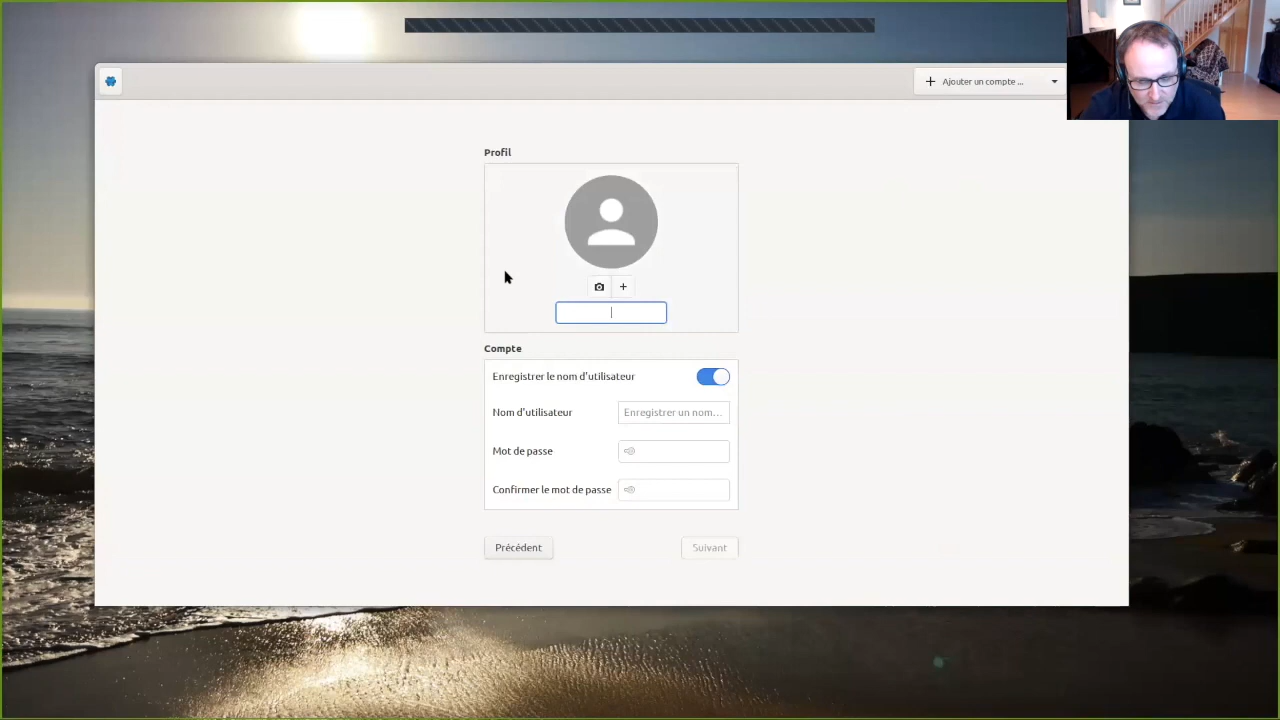 Ajouter un compte ...
Profil
Compte
Enregistrer le nom d'utilisateur
Nom d'utilisateur
Enregistrer un nom...
Mot de passe
Confirmer le mot de passe
Précédent
Suivant